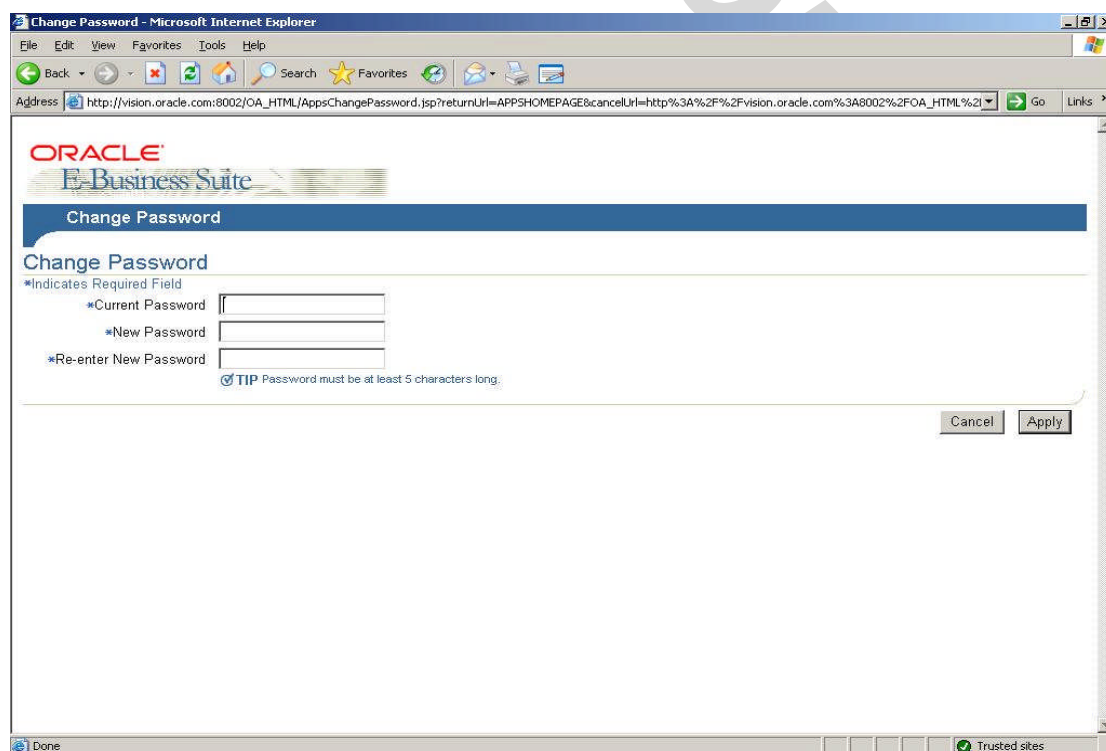 Change Password - Microsoft Internet Explorer
File Edit View Favorites Tools Help
Back Search Favorites
Address http://vision.oracle.com:8002/OA_HTML/AppsChangePassword.jsp?returnUrl=APPSHOMEPAGE&cancelUrl=http%3A%2F%2Fvision.oracle.com%3A8002%2FOA_HTML%2 Go Links
ORACLE
E-Business Suite
Change Password
Change Password
*Indicates Required Field
*Current Password
*New Password
*Re-enter New Password
TIP Password must be at least 5 characters long.
Cancel Apply
Done Trusted sites